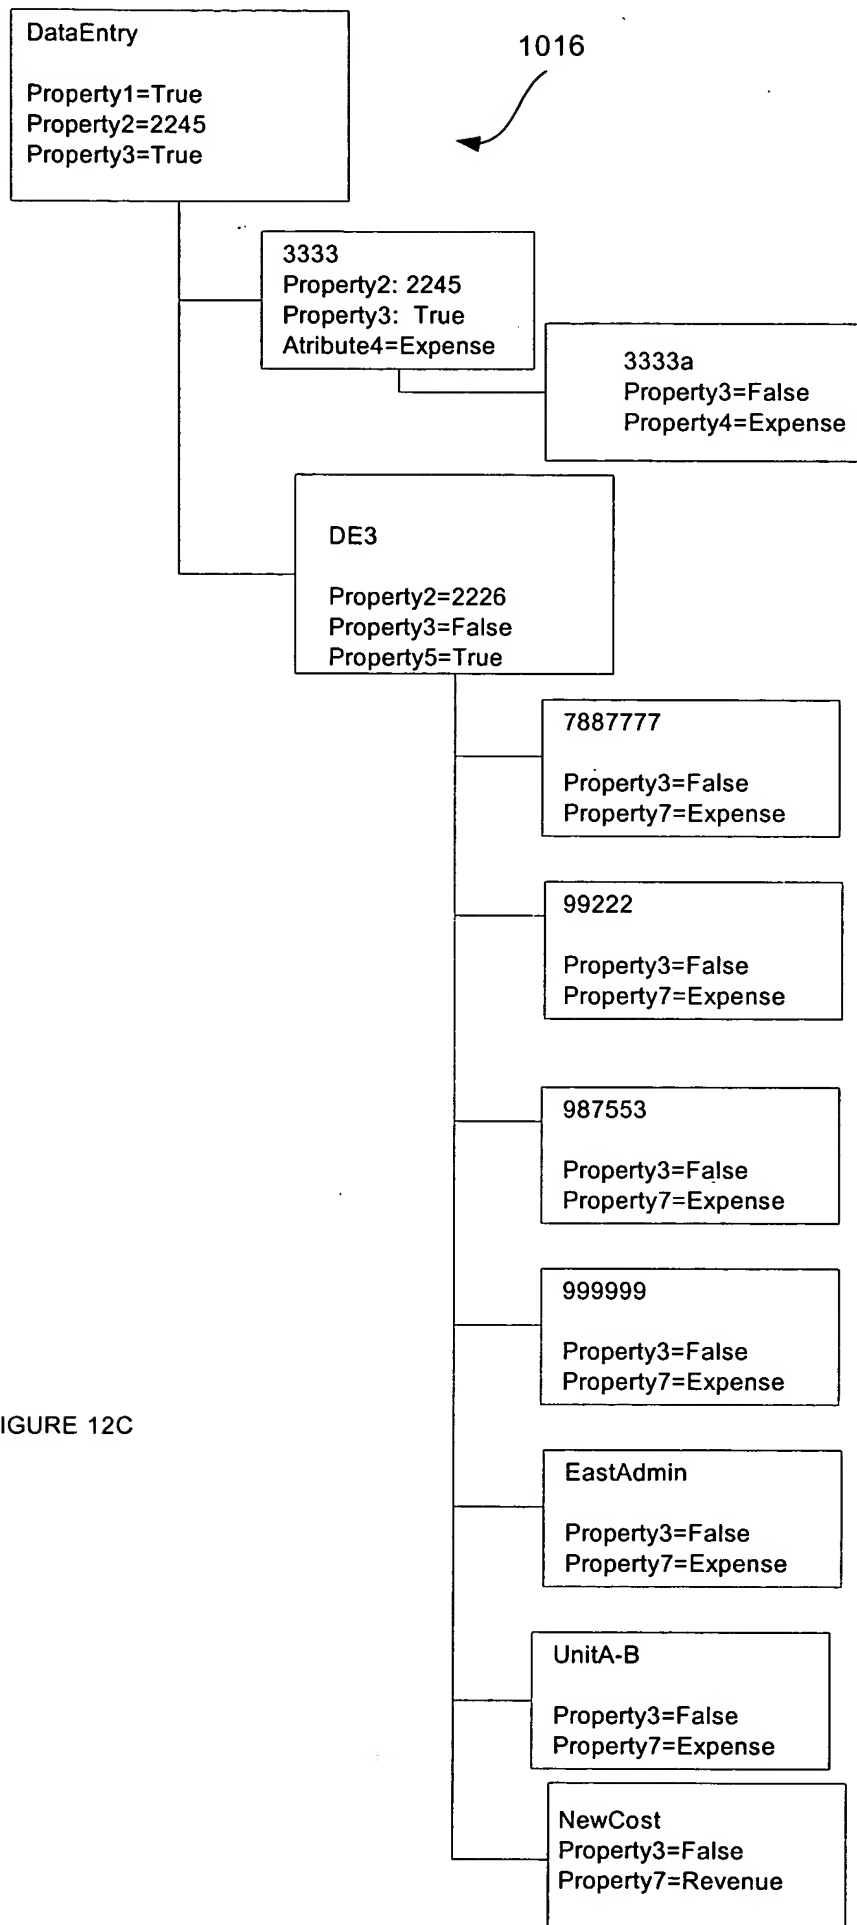 DataEntry
Property1=True
Property2=2245
Property3=True
1016
3333
Property2: 2245
Property3: True
Atribute4=Expense
3333a
Property3=False
Property4=Expense
DE3
Property2=2226
Property3=False
Property5=True
7887777
Property3=False
Property7=Expense
99222
Property3=False
Property7=Expense
987553
Property3=False
Property7=Expense
999999
Property3=False
Property7=Expense
IGURE 12C
EastAdmin
Property3=False
Property7=Expense
UnitA-B
Property3=False
Property7=Expense
NewCost
Property3=False
Property7=Revenue